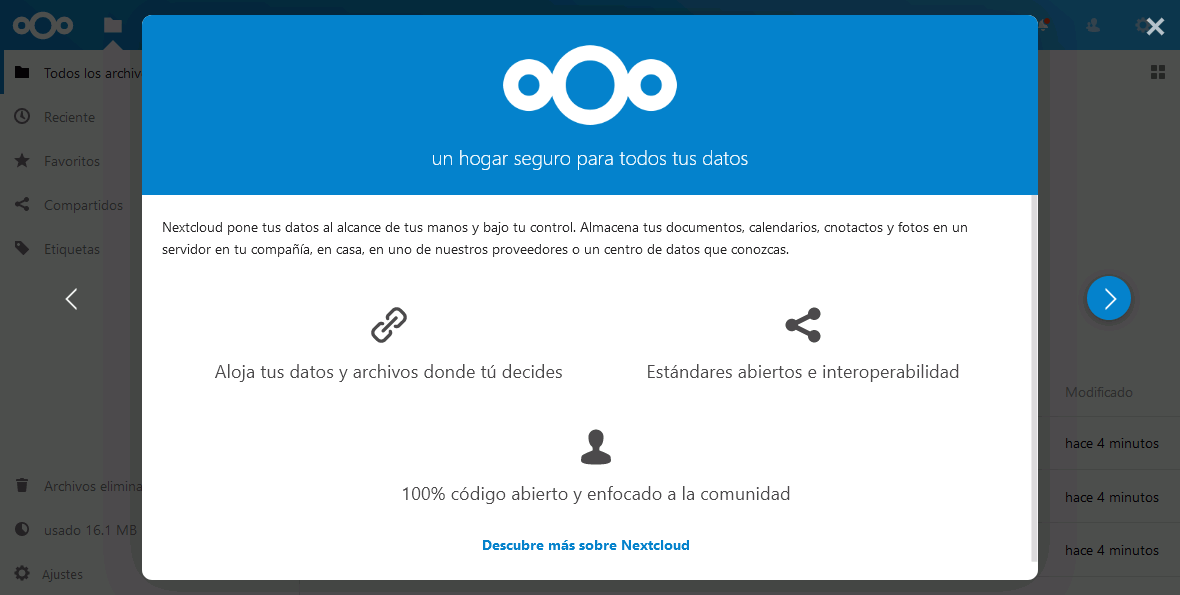 un hogar seguro para todos tus datos
Nextcloud pone tus datos al alcance de tus manos y bajo tu control. Almacena tus documentos, calendarios, cnotactos y fotos en un
servidor en tu compañía, en casa, en uno de nuestros proveedores o un centro de datos que conozcas.
Aloja tus datos y archivos donde tú decides
Estándares abiertos e interoperabilidad
100% código abierto y enfocado a la comunidad
Descubre más sobre Nextcloud
Todos los archiv
Reciente
Favoritos
Compartidos
Etiquetas
Archivos elimina
usado 16.1 MB
Ajustes
Modificado
hace 4 minutos
hace 4 minutos
hace 4 minutos